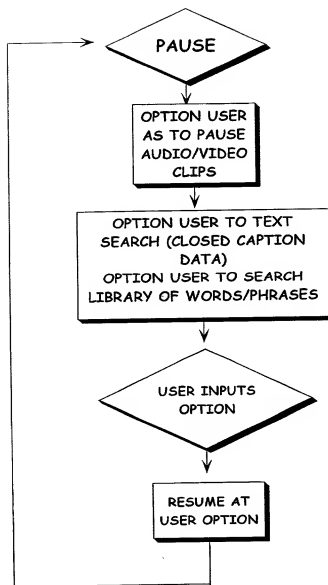 PAUSE
OPTION USER
AS TO PAUSE
AUDIO/VIDEO
CLIPS
OPTION USER TO TEXT
SEARCH (CLOSED CAPTION
DATA)
OPTION USER TO SEARCH
LIBRARY OF WORDS/PHRASES
USER INPUTS
OPTION
RESUME AT
USER OPTION